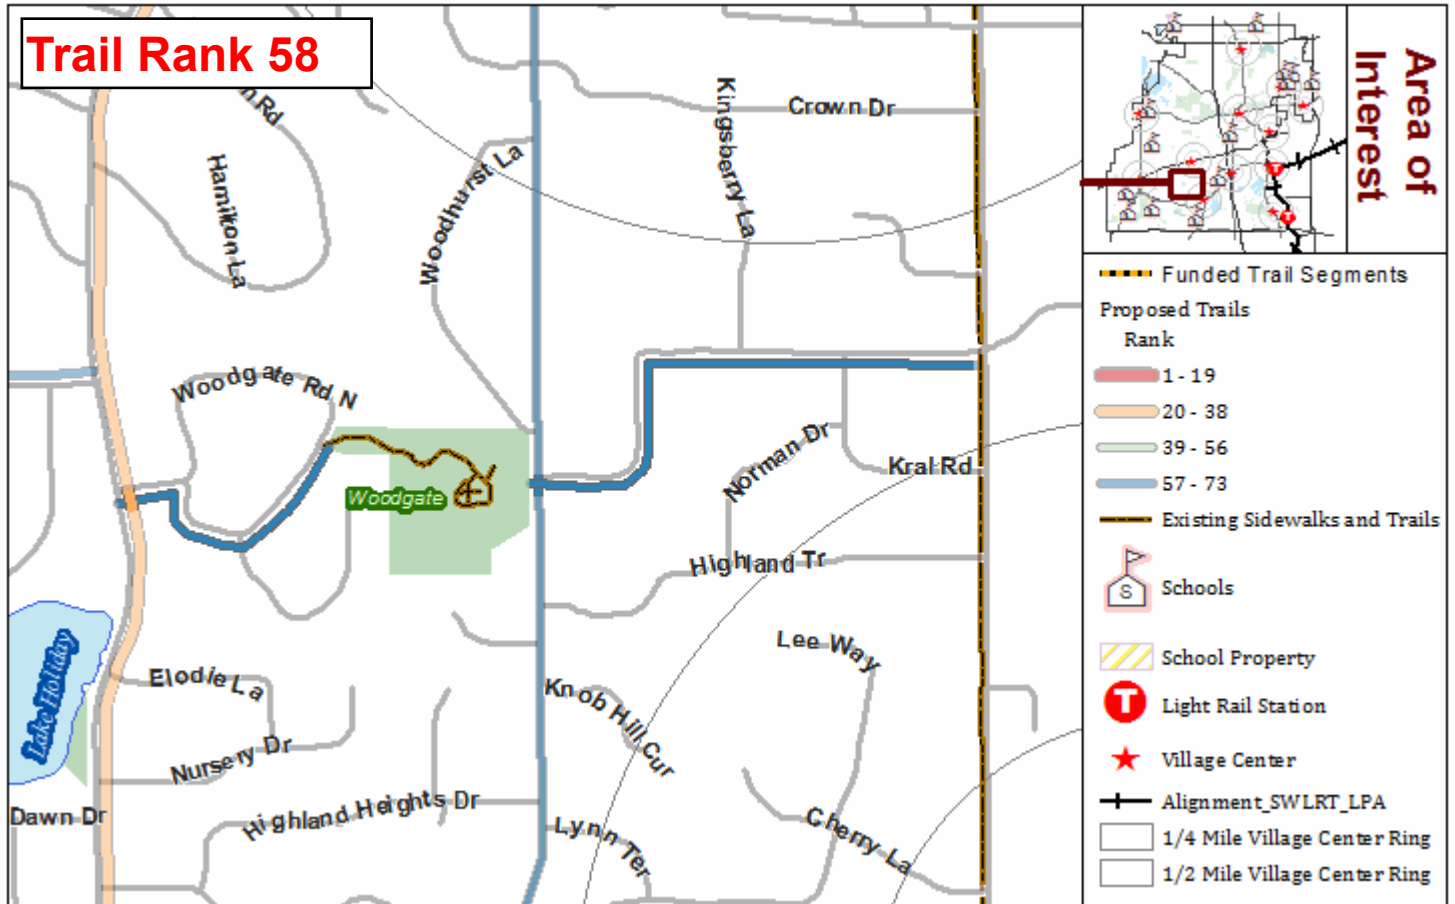 Trail Rank 58
n Rd
Crown Dr
Kingsberry La
Hamilton La
Woodhurst La
Woodgate Rd N
Woodgate
Norman Dr
Kral Rd
Highland Tr
Lee Way
Lake Holiday
Elodie La
Knob Hill Cur
Nursery Dr
Highland Heights Dr
Dawn Dr
Lynn Ter
Cherry La
Area of
Interest
T
T
Funded Trail Segments
Proposed Trails
Rank
1 - 19
20 - 38
39 - 56
57 - 73
Existing Sidewalks and Trails
S
Schools
School Property
T
Light Rail Station
Village Center
Alignment_SWLRT_LPA
1/4 Mile Village Center Ring
1/2 Mile Village Center Ring